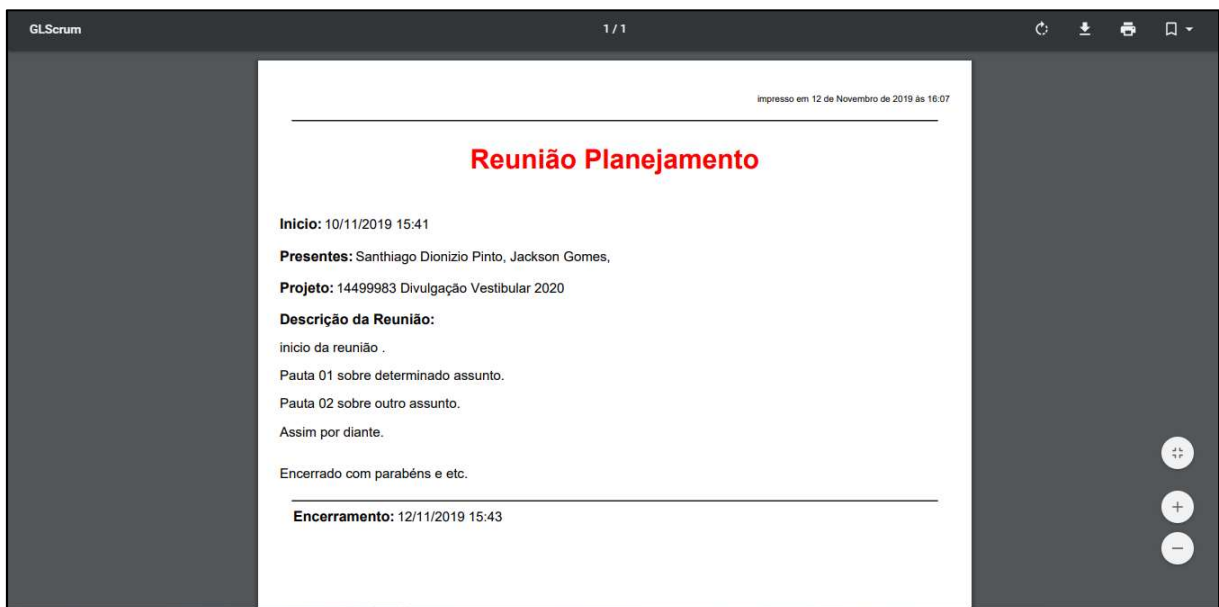 GLScrum
1 / 1
impresso em 12 de Novembro de 2019 às 16:07
Reunião Planejamento
Inicio: 10/11/2019 15:41
Presentes: Santhiago Dionizio Pinto, Jackson Gomes,
Projeto: 14499983 Divulgação Vestibular 2020
Descrição da Reunião:
inicio da reunião .
Pauta 01 sobre determinado assunto.
Pauta 02 sobre outro assunto.
Assim por diante.
Encerrado com parabéns e etc.
Encerramento: 12/11/2019 15:43